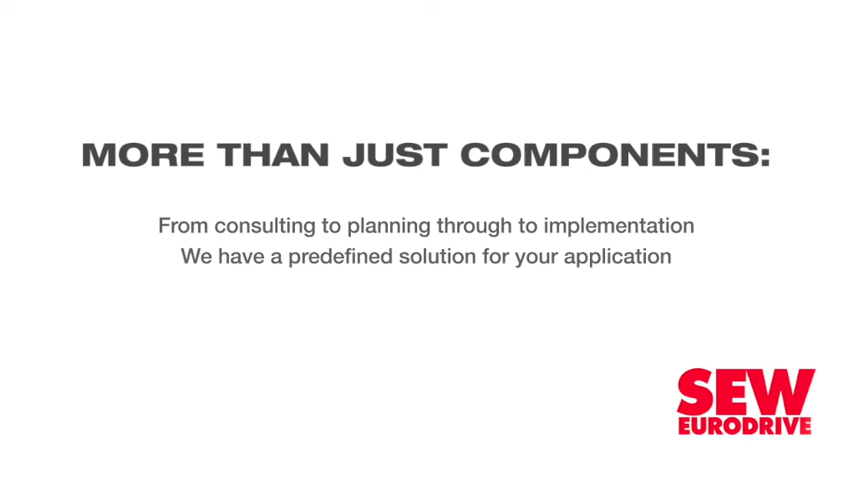 MORE THAN JUST COMPONENTS:
From consulting to planning through to implementation
We have a predefined solution for your application
SEW
EURODRIVE